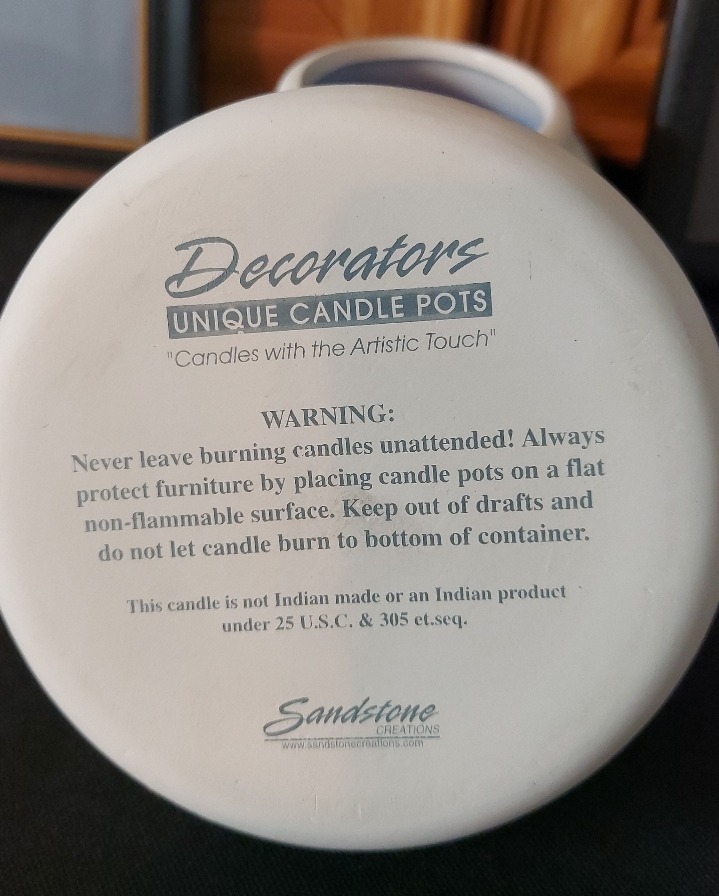 Decorators
UNIQUE CANDLE POTS
"Candles with the Artistic Touch"
WARNING:
Never leave burning candles unattended! Always
protect furniture by placing candle pots on a flat
non-flammable surface. Keep out of drafts and
do not let candle burn to bottom of container.
This candle is not Indian made or an Indian product
under 25 U.S.C. & 305 et.seq.
Sandstone
CREATIONS
www.sandstonecreations.com